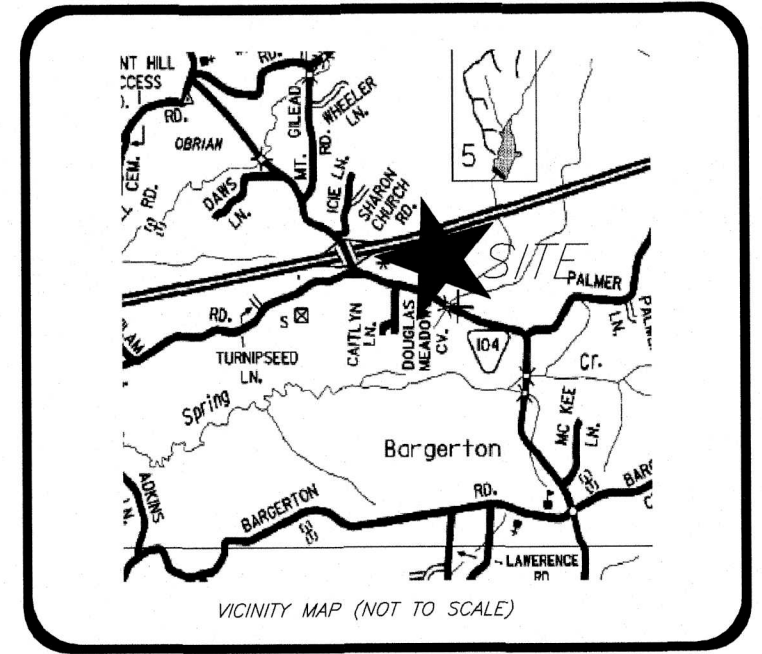 NT HILL
CCESS
RD.
RD.
OBRIAN
GILEAD
MT. RD.
WHEELER
LN.
CEM.
RD.
DAWS
LN.
ICIE LN.
SHARON
CHURCH
RD.
5
SITE
PALMER
LN.
RD.
S
TURNIPSEED
LN.
CAITLYN
LN.
DOUGLAS
MEADOW
CV.
104
Cr.
Spring
MC KEE
LN.
Bargerton
ADKINS
BARGERTON
RD.
LAWERENCE
RD
VICINITY MAP (NOT TO SCALE)